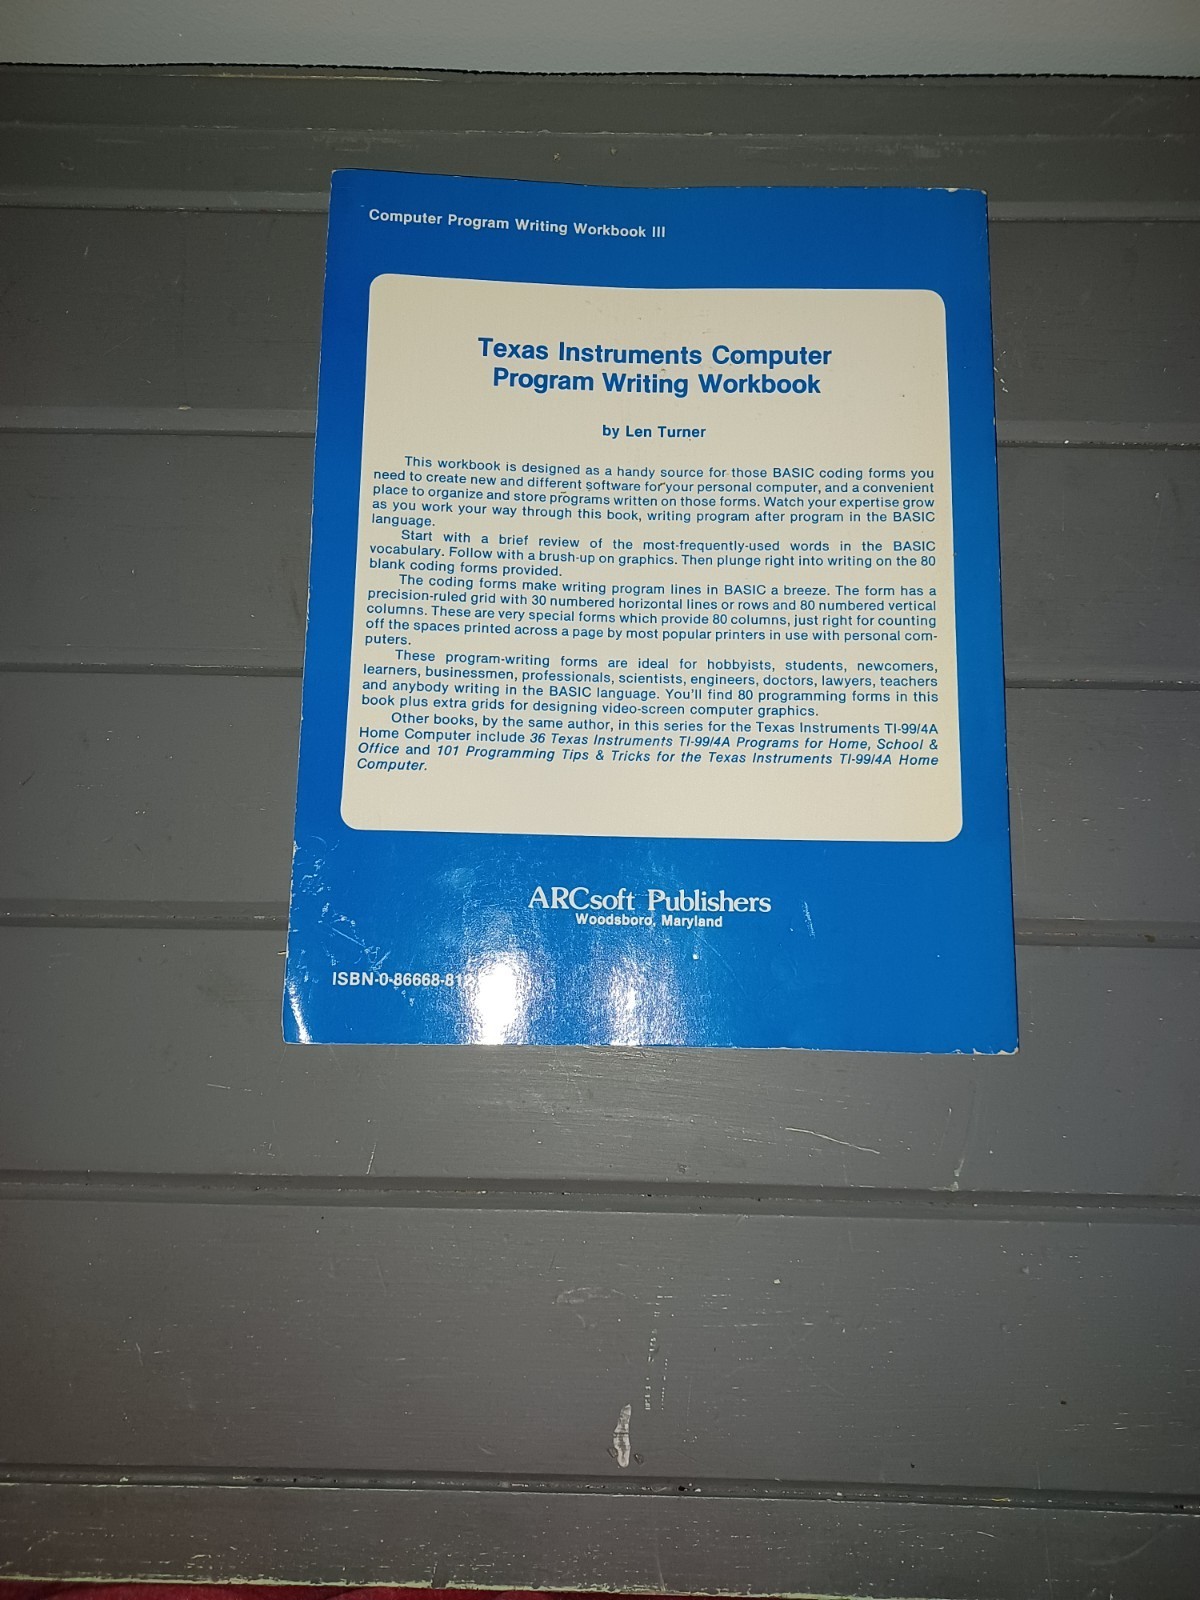 Computer Program Writing Workbook III
Texas Instruments Computer
Program Writing Workbook
by Len Turner
This workbook is designed as a handy source for those BASIC coding forms you
need to create new and different software for your personal computer, and a convenient
place to organize and store programs written on those forms. Watch your expertise grow
as you work your way through this book, writing program after program in the BASIC
language.
Start with a brief review of the most-frequently-used words in the BASIC
vocabulary. Follow with a brush-up on graphics. Then plunge right into writing on the 80
blank coding forms provided.
The coding forms make writing program lines in BASIC a breeze. The form has a
precision-ruled grid with 30 numbered horizontal lines or rows and 80 numbered vertical
columns. These are very special forms which provide 80 columns, just right for counting
off the spaces printed across a page by most popular printers in use with personal com-
puters.
These program-writing forms are ideal for hobbyists, students, newcomers,
learners, businessmen, professionals, scientists, engineers, doctors, lawyers, teachers
and anybody writing in the BASIC language. You'll find 80 programming forms in this
book plus extra grids for designing video-screen computer graphics.
Other books, by the same author, in this series for the Texas Instruments TI-99/4A
Home Computer include 36 Texas Instruments TI-99/4A Programs for Home, School &
Office and 101 Programming Tips & Tricks for the Texas Instruments TI-99/4A Home
Computer.
ARCsoft Publishers
Woodsboro, Maryland
ISBN-0-86668-812